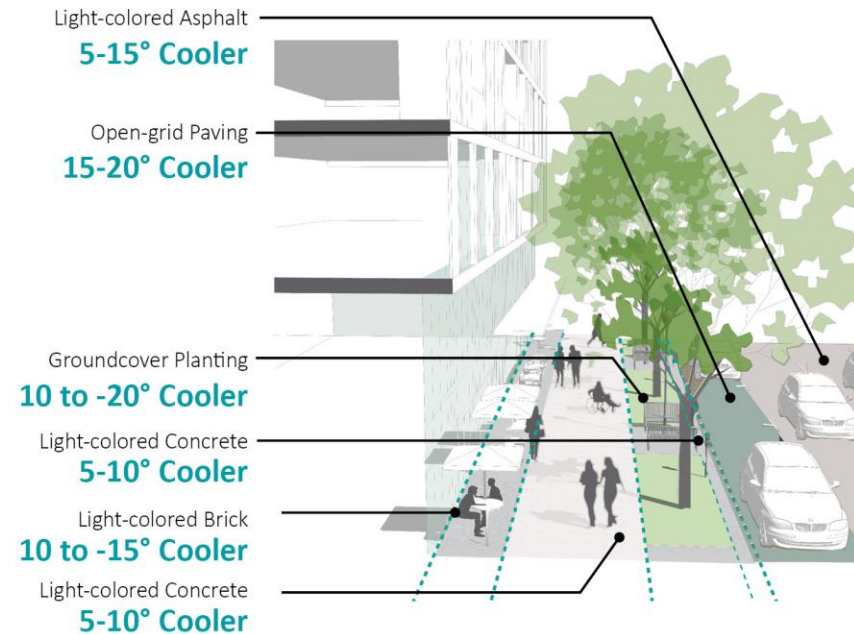 Light-colored Asphalt
5-15° Cooler
Open-grid Paving
15-20° Cooler
Groundcover Planting
10 to -20° Cooler
Light-colored Concrete
5-10° Cooler
Light-colored Brick
10 to -15° Cooler
Light-colored Concrete
5-10° Cooler